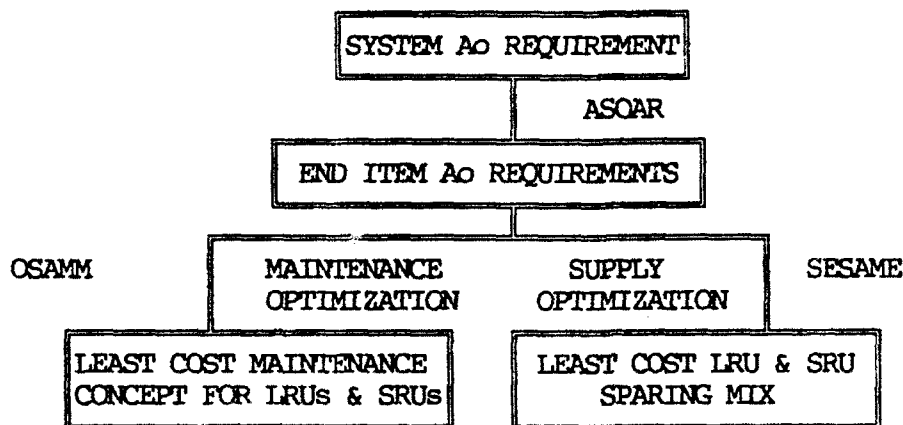 SYSTEM Ao REQUIREMENT
ASOAR
END ITEM Ao REQUIREMENTS
OSAMM
MAINTENANCE
OPTIMIZATION
SUPPLY
OPTIMIZATION
SESAME
LEAST COST MAINTENANCE
CONCEPT FOR LRUs & SRUs
LEAST COST LRU & SRU
SPARING MIX